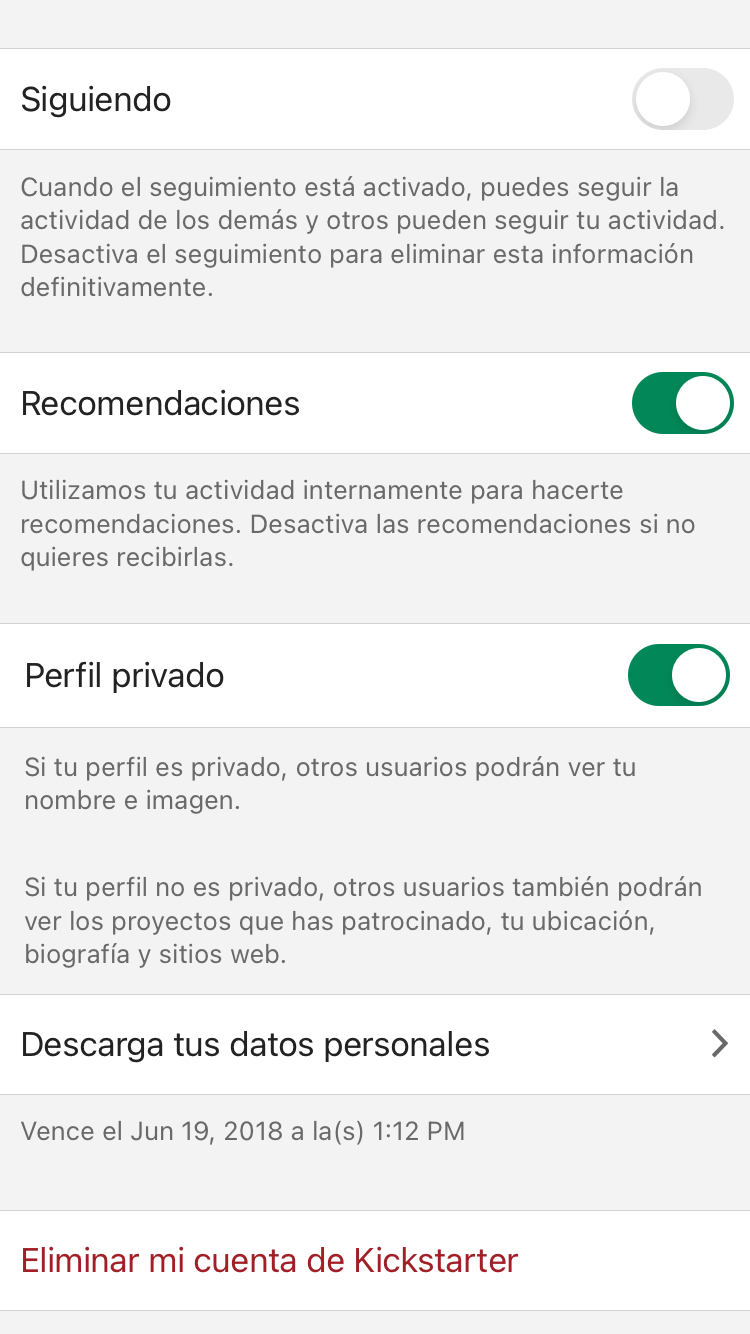 Siguiendo
Cuando el seguimiento está activado, puedes seguir la
actividad de los demás y otros pueden seguir tu actividad.
Desactiva el seguimiento para eliminar esta información
definitivamente.
Recomendaciones
Utilizamos tu actividad internamente para hacerte
recomendaciones. Desactiva las recomendaciones si no
quieres recibirlas.
Perfil privado
Si tu perfil es privado, otros usuarios podrán ver tu
nombre e imagen.
Si tu perfil no es privado, otros usuarios también podrán
ver los proyectos que has patrocinado, tu ubicación,
biografía y sitios web.
Descarga tus datos personales
Vence el Jun 19, 2018 a la(s) 1:12 PM
Eliminar mi cuenta de Kickstarter